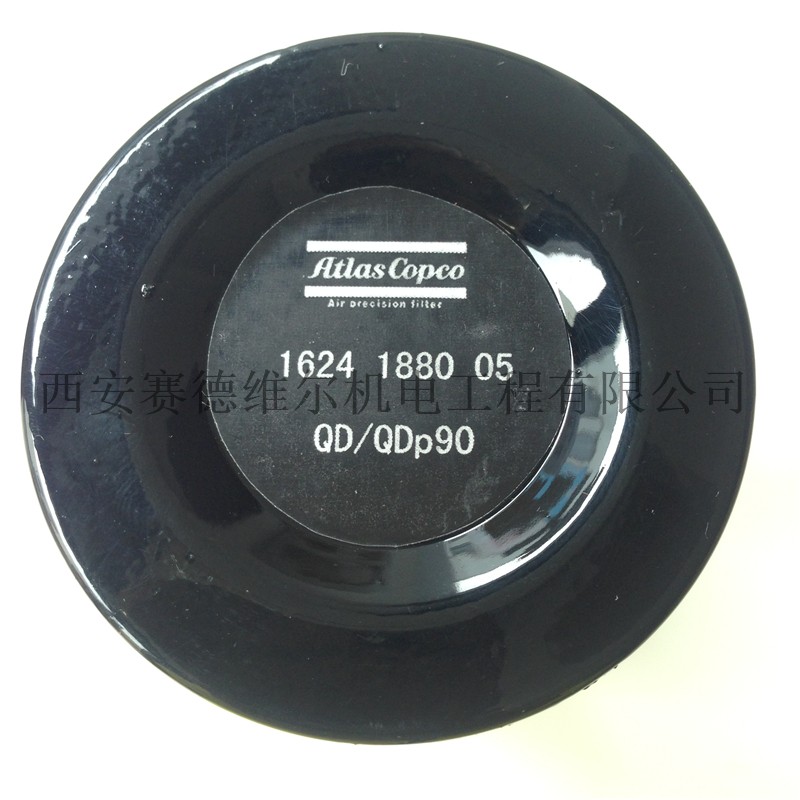 Atlas Copco
Air precision filter
1624 1880 05
西安赛德维尔机电工程有限公司
QD/QDp90